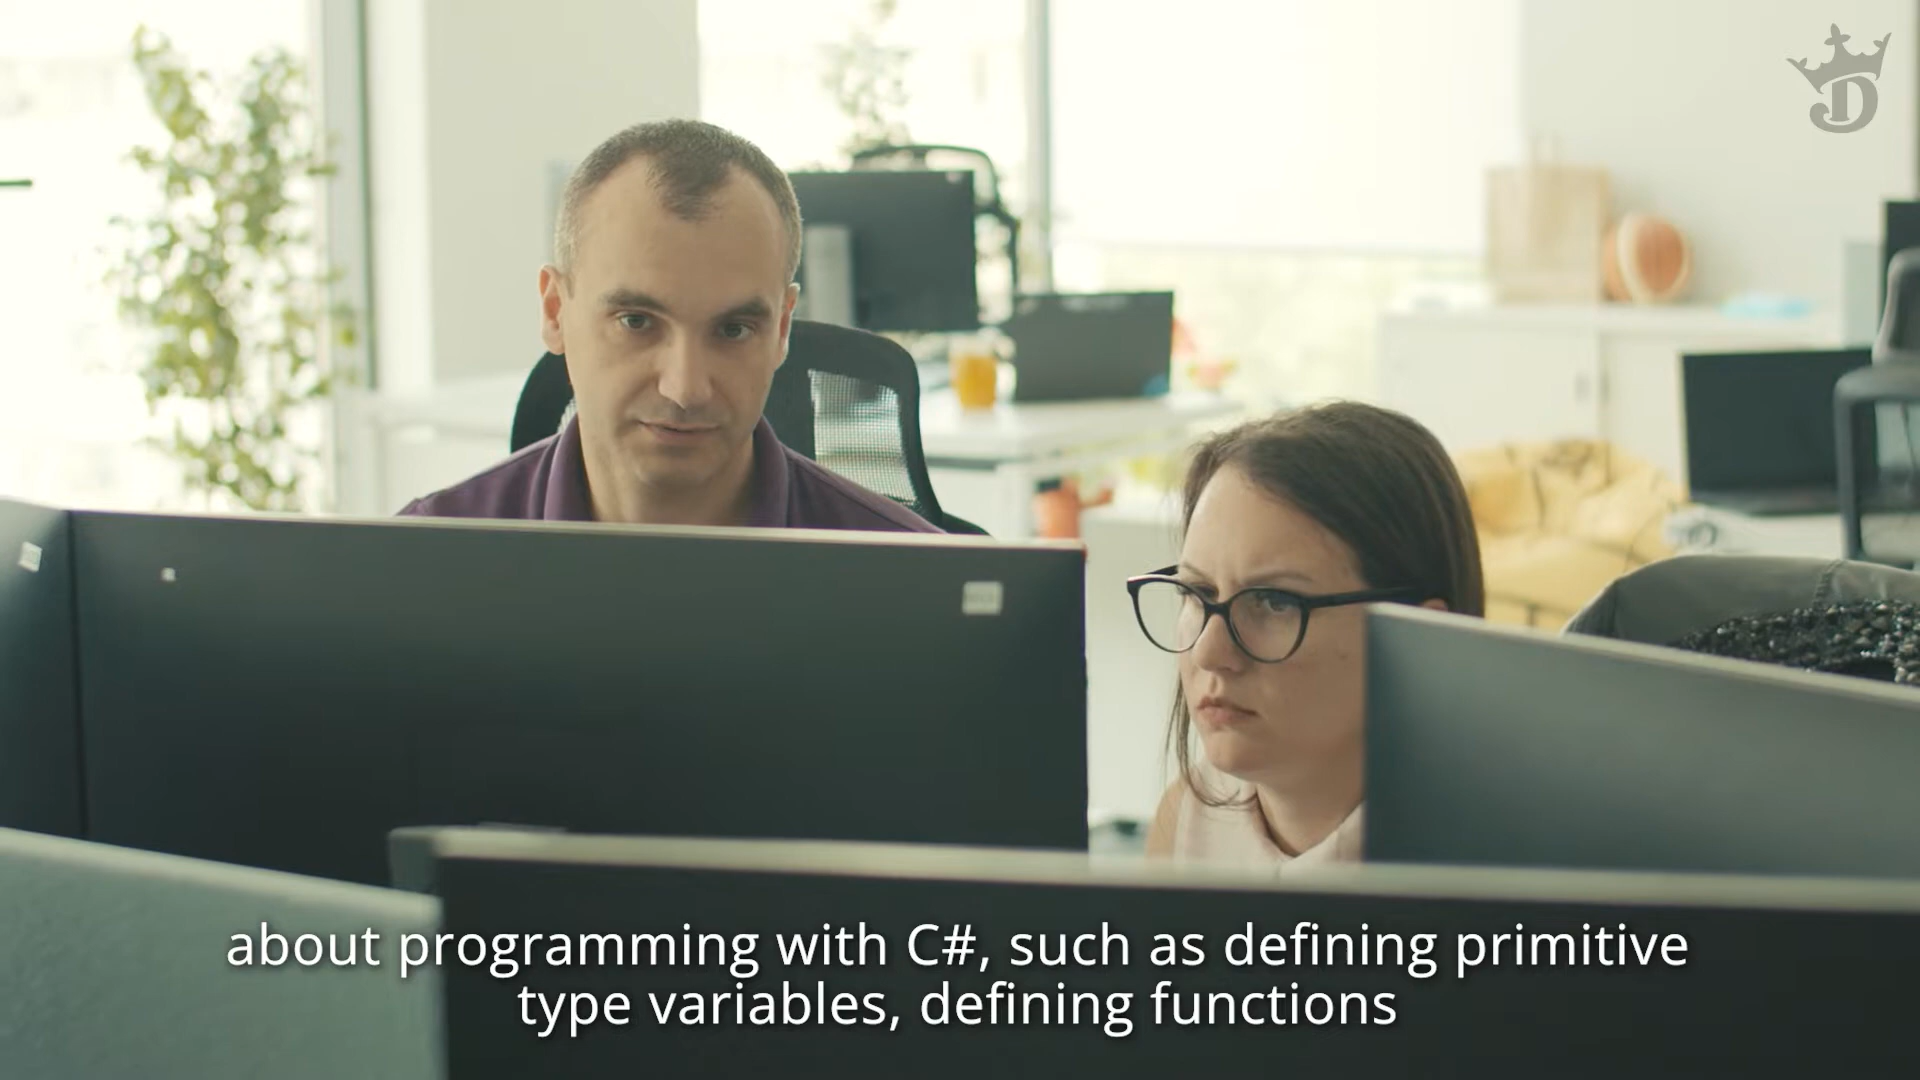 about programming with C#, such as defining primitive
type variables, defining functions